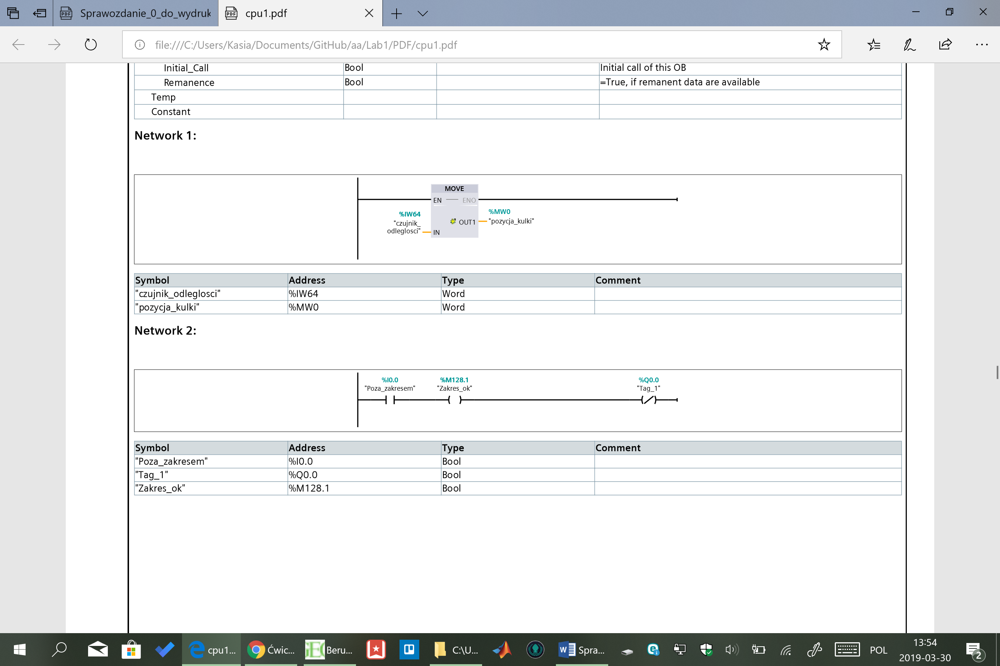 Sprawozdanie_0_do_wydruk
cpu1.pdf
file:///C:/Users/Kasia/Documents/GitHub/aa/Lab1/PDF/cpu1.pdf
Initial_Call Bool Initial call of this OB
Remanence Bool =True, if remanent data are available
Temp
Constant
Network 1:
MOVE
EN ENO
%IW64
"czujnik_
odleglosci"
IN
OUT1
%MW0
"pozycja_kulki"
Symbol Address Type Comment
"czujnik_odleglosci" %IW64 Word
"pozycja_kulki" %MW0 Word
Network 2:
%I0.0 %M128.1 %Q0.0
"Poza_zakresem" "Zakres_ok" "Tag_1"
Symbol Address Type Comment
"Poza_zakresem" %I0.0 Bool
"Tag_1" %Q0.0 Bool
"Zakres_ok" %M128.1 Bool
cpu1... Ćwic... Beru... C:\U... Spra... POL
13:54
2019-03-30
2